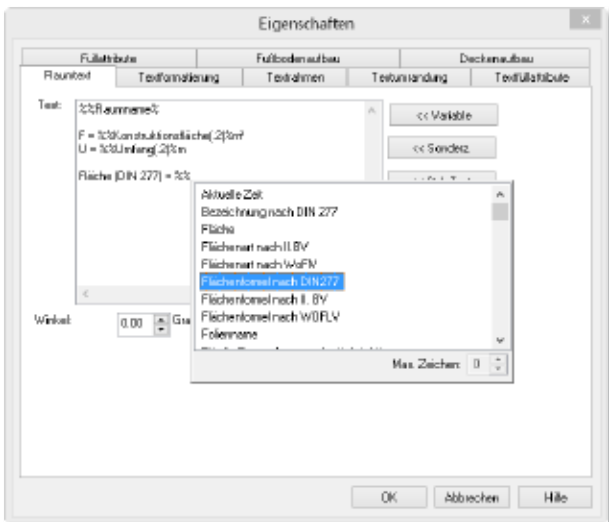 Eigenschaften
Füllattribute
Fußbodenaufbau
Deckenaufbau
Raumtext
Textformatierung
Textrahmen
Textumrandung
Textfüllattribute
Text:
%%Raumname%
<< Variable
F = %%Konstruktionsfläche(.2)%m²
U = %%Umfang(.2)%m
<< Sonderz.
Fläche (DIN 277) = %%
Aktuelle Zeit
Bezeichnung nach DIN 277
Fläche
Flächenart nach II.BV
Flächenart nach WoFlV
Flächenformel nach DIN277
Flächenformel nach II. BV
Flächenformel nach WOFLV
Folienname
Winkel:
0.00
Gra
Max. Zeichen:
0
OK
Abbrechen
Hilfe